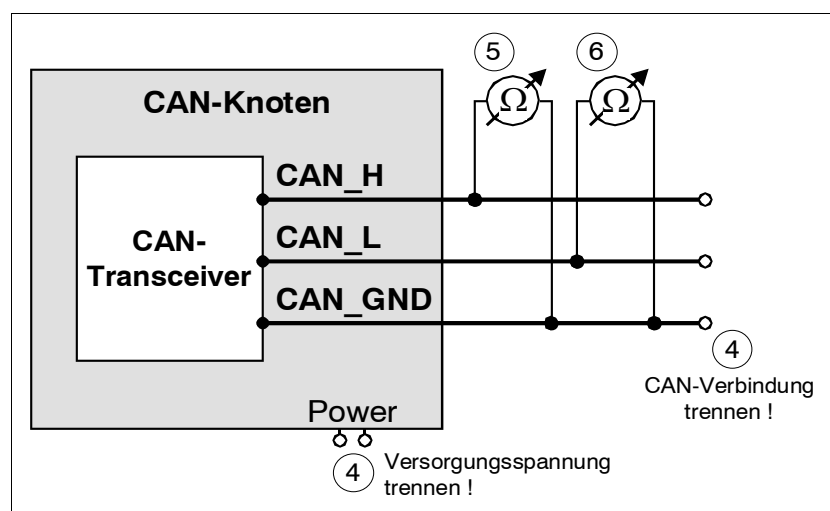 5
6
Ω
Ω
CAN-Knoten
CAN_H
CAN-
Transceiver
CAN_L
CAN_GND
4
CAN-Verbindung
trennen !
Power
4
Versorgungsspannung
trennen !